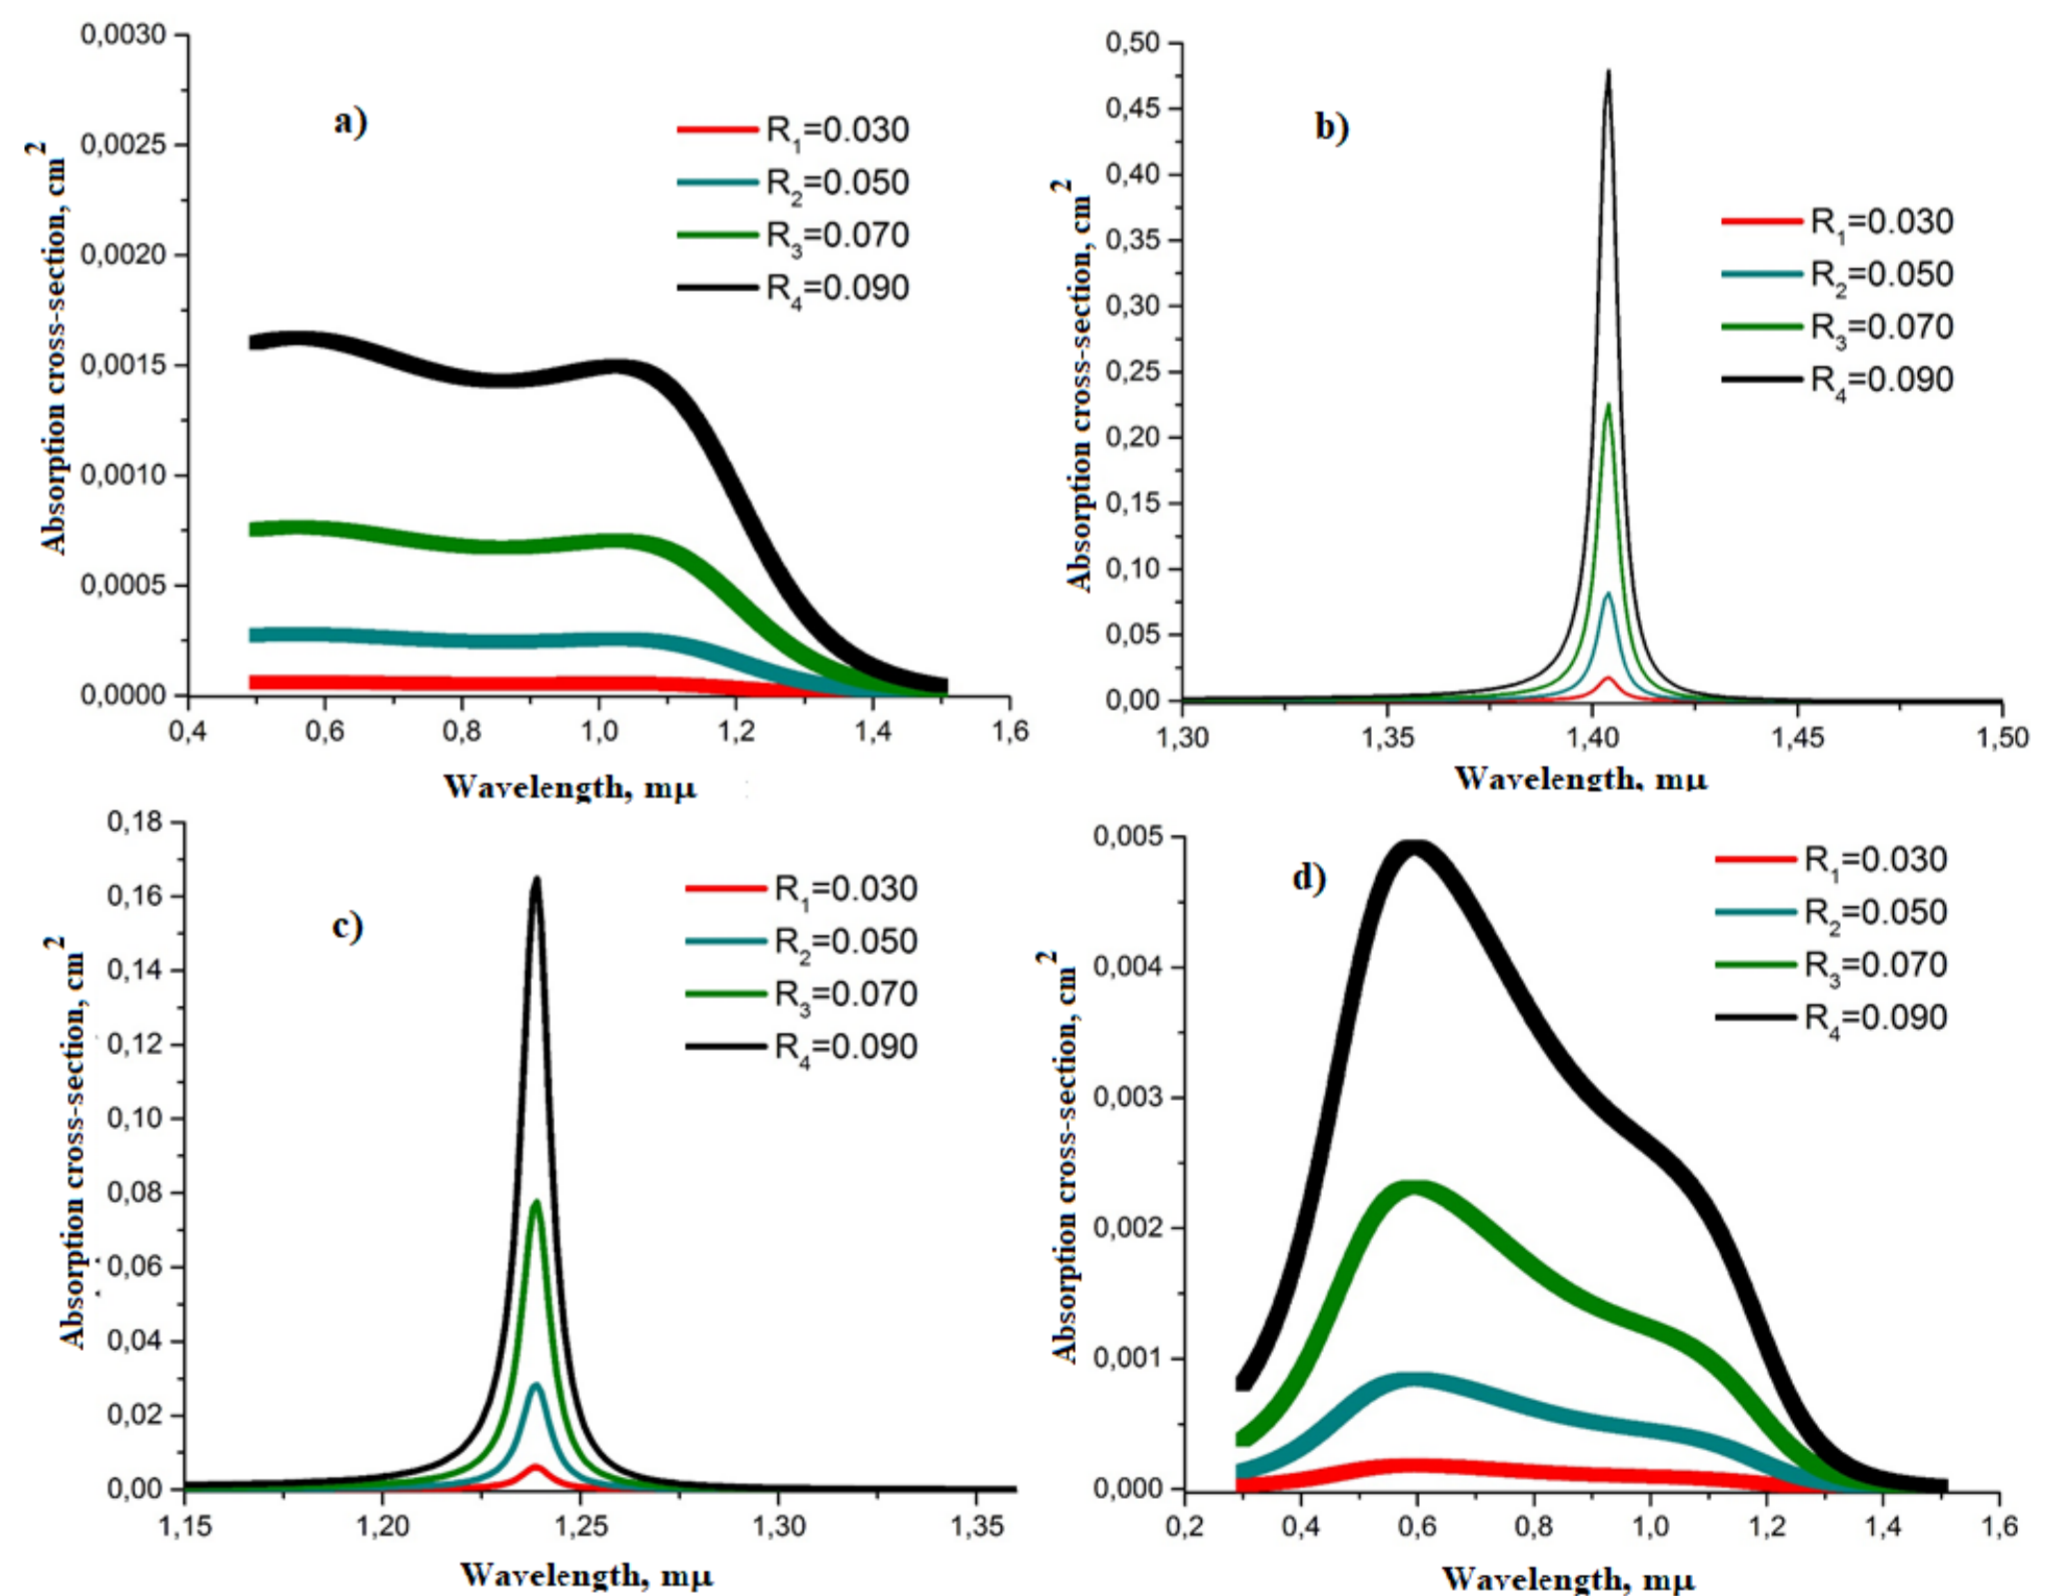 a)
Absorption cross-section, cm2
0,0030
0,0025
0,0020
0,0015
0,0010
0,0005
0,0000
R1=0.030
R2=0.050
R3=0.070
R4=0.090
0,4 0,6 0,8 1,0 1,2 1,4 1,6
Wavelength, mμ
b)
Absorption cross-section, cm2
0,50
0,45
0,40
0,35
0,30
0,25
0,20
0,15
0,10
0,05
0,00
R1=0.030
R2=0.050
R3=0.070
R4=0.090
1,30 1,35 1,40 1,45 1,50
Wavelength, mμ
c)
Absorption cross-section, cm2
0,18
0,16
0,14
0,12
0,10
0,08
0,06
0,04
0,02
0,00
R1=0.030
R2=0.050
R3=0.070
R4=0.090
1,15 1,20 1,25 1,30 1,35
Wavelength, mμ
d)
Absorption cross-section, cm2
0,005
0,004
0,003
0,002
0,001
0,000
R1=0.030
R2=0.050
R3=0.070
R4=0.090
0,2 0,4 0,6 0,8 1,0 1,2 1,4 1,6
Wavelength, mμ